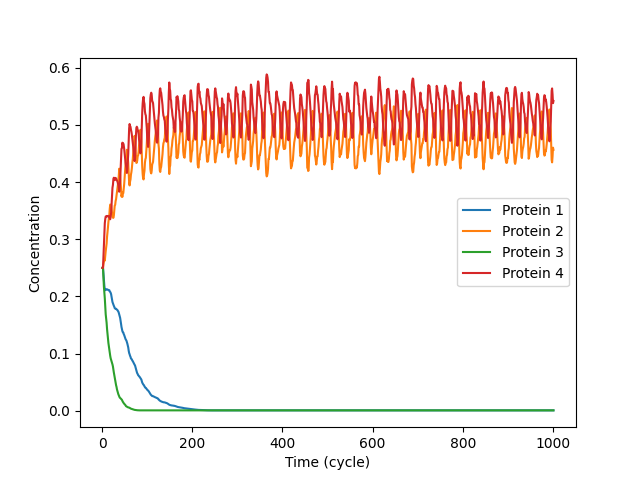 0.6
0.5
0.4
0.3
0.2
0.1
0.0
Concentration
0
200
400
600
800
1000
Time (cycle)
Protein 1
Protein 2
Protein 3
Protein 4